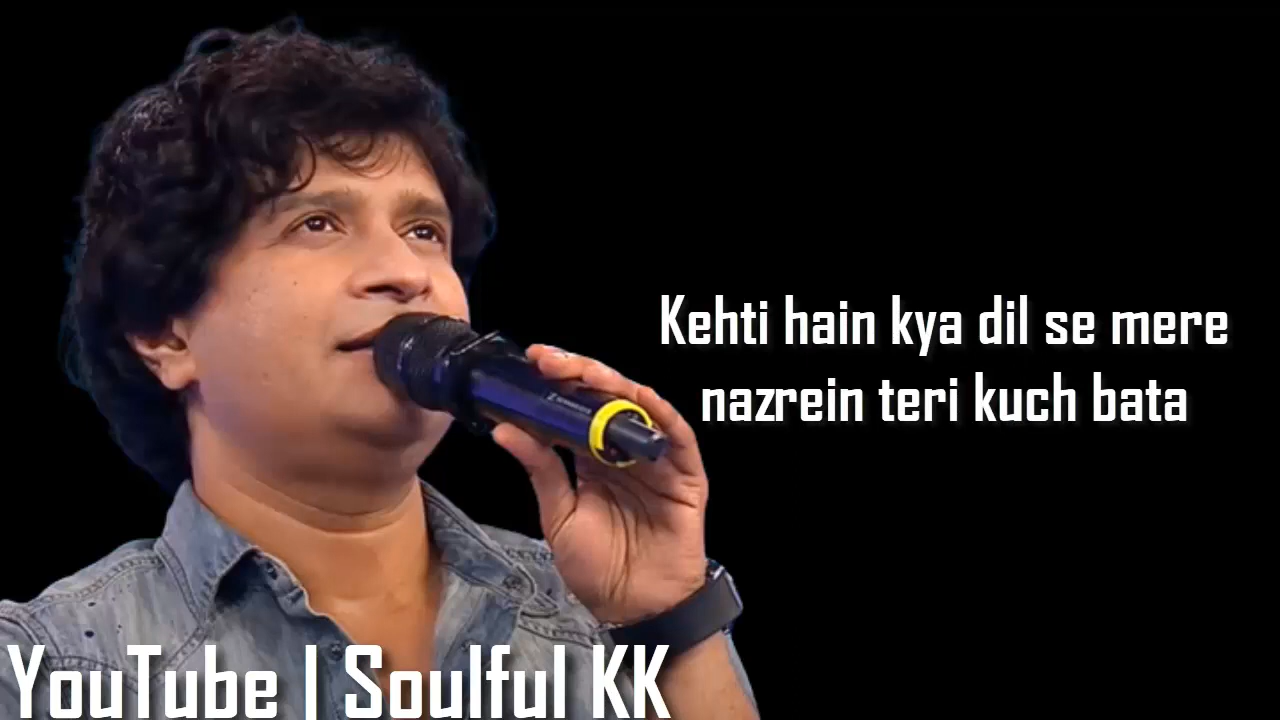 Kehti hain kya dil se mere
nazrein teri kuch bata
YouTube | Soulful KK